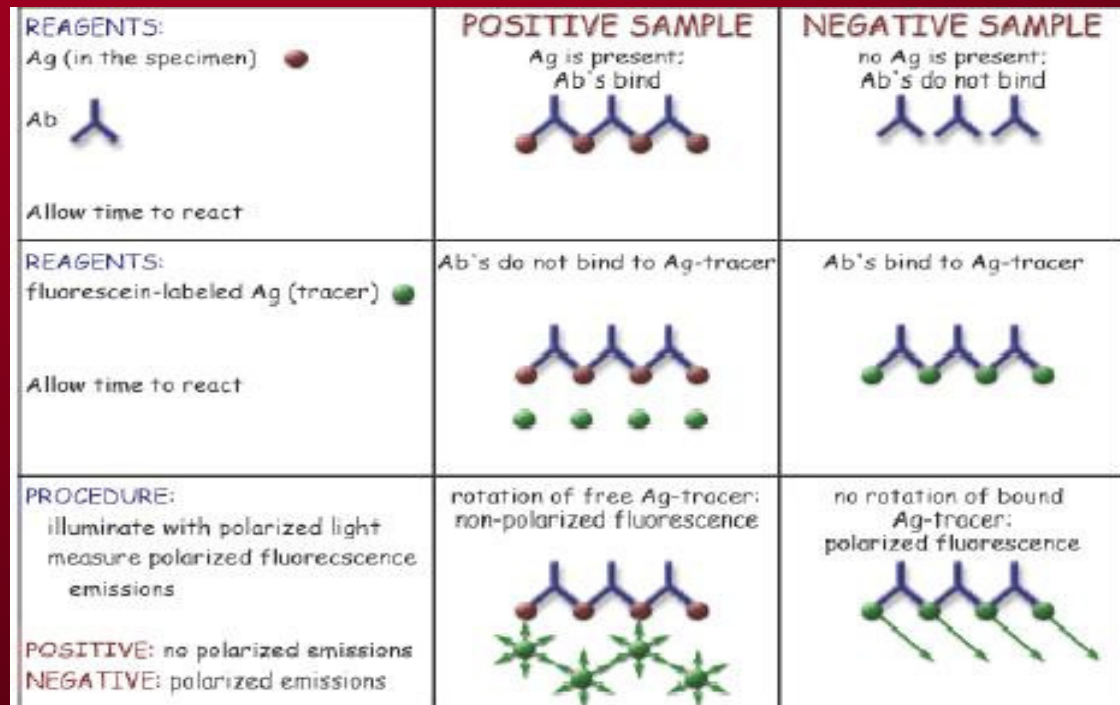 REAGENTS:
Ag (in the specimen)
Ab
Allow time to react
POSITIVE SAMPLE
Ag is present;
Ab's bind
NEGATIVE SAMPLE
no Ag is present;
Ab's do not bind
REAGENTS:
fluorescein-labeled Ag (tracer)
Allow time to react
Ab's do not bind to Ag-tracer
Ab's bind to Ag-tracer
PROCEDURE:
illuminate with polarized light
measure polarized fluorecscence
emissions
POSITIVE: no polarized emissions
NEGATIVE: polarized emissions
rotation of free Ag-tracer:
non-polarized fluorescence
no rotation of bound
Ag-tracer:
polarized fluorescence